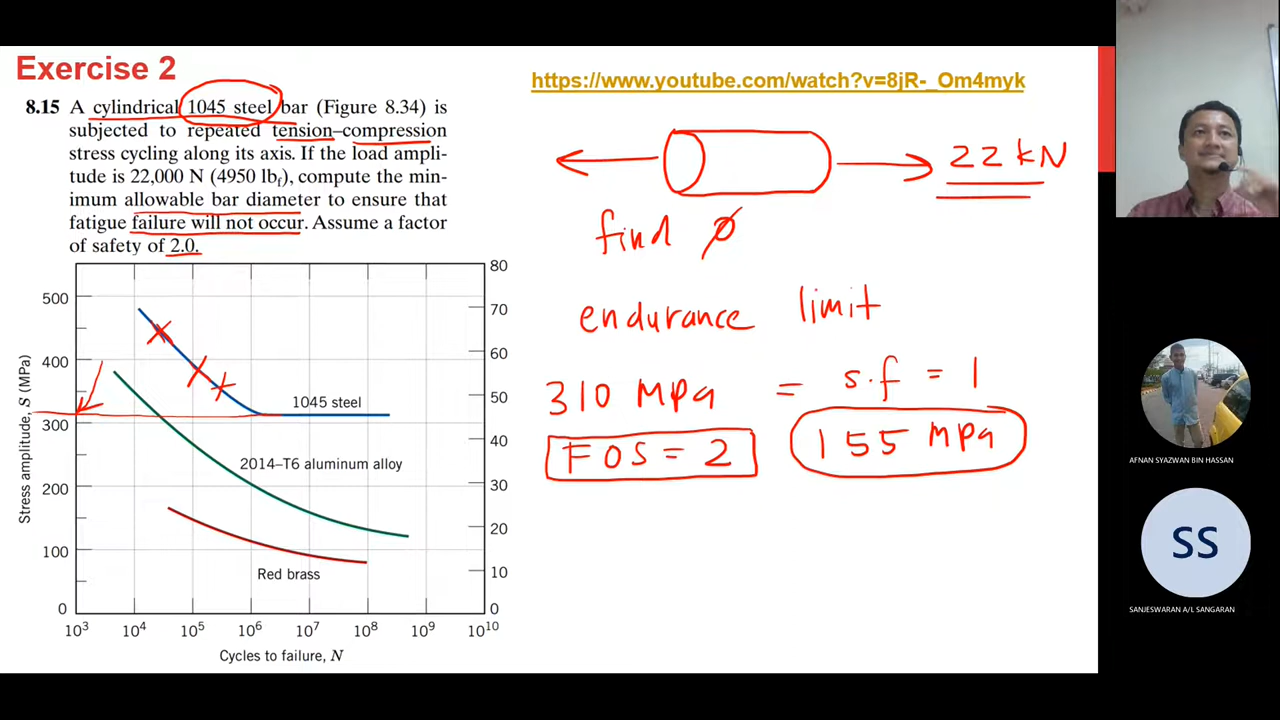 Exercise 2
8.15 A cylindrical 1045 steel bar (Figure 8.34) is
subjected to repeated tension–compression
stress cycling along its axis. If the load ampli-
tude is 22,000 N (4950 lbf), compute the min-
imum allowable bar diameter to ensure that
fatigue failure will not occur. Assume a factor
of safety of 2.0.
https://www.youtube.com/watch?v=8jR-_Om4myk
22 kN
find ø
endurance limit
310 MPa = s.f = 1
FOS = 2 155 MPa
Stress amplitude, S (MPa)
500
400
300
200
100
0
80
70
60
50
40
30
20
10
0
1045 steel
2014–T6 aluminum alloy
Red brass
10³ 10⁴ 10⁵ 10⁶ 10⁷ 10⁸ 10⁹ 10¹⁰
Cycles to failure, N
AFNAN SYAZWAN BIN HASSAN
SS
SANJESWARAN A/L SANGARAN